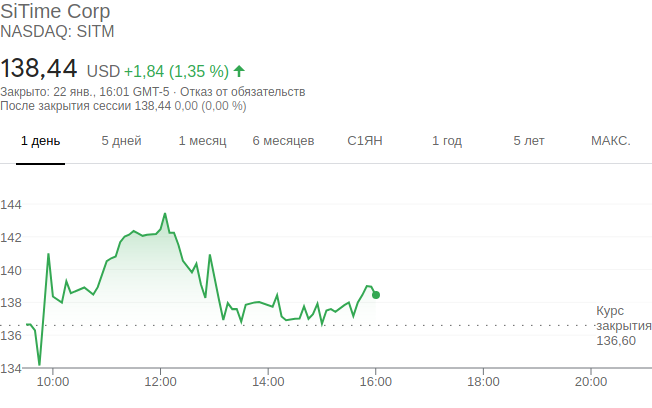 SiTime Corp
NASDAQ: SITM
138,44 USD +1,84 (1,35 %)
Закрыто: 22 янв., 16:01 GMT-5 · Отказ от обязательств
После закрытия сессии 138,44 0,00 (0,00 %)
1 день 5 дней 1 месяц 6 месяцев С1ЯН 1 год 5 лет МАКС.
144
142
140
138
136
134
Курс
закрытия
136,60
10:00 12:00 14:00 16:00 18:00 20:00